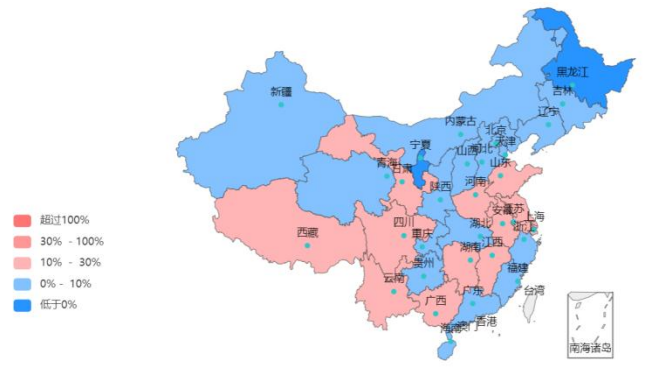 黑龙江
新疆
吉林
辽宁
内蒙古
北京
天津
宁夏
山西
河北
青海
甘肃
山东
陕西
河南
安徽
江苏
上海
西藏
四川
重庆
湖北
浙江
湖南
江西
贵州
云南
福建
广西
广东
台湾
香港
澳门
海南
南海诸岛
超过100%
30% - 100%
10% - 30%
0% - 10%
低于0%